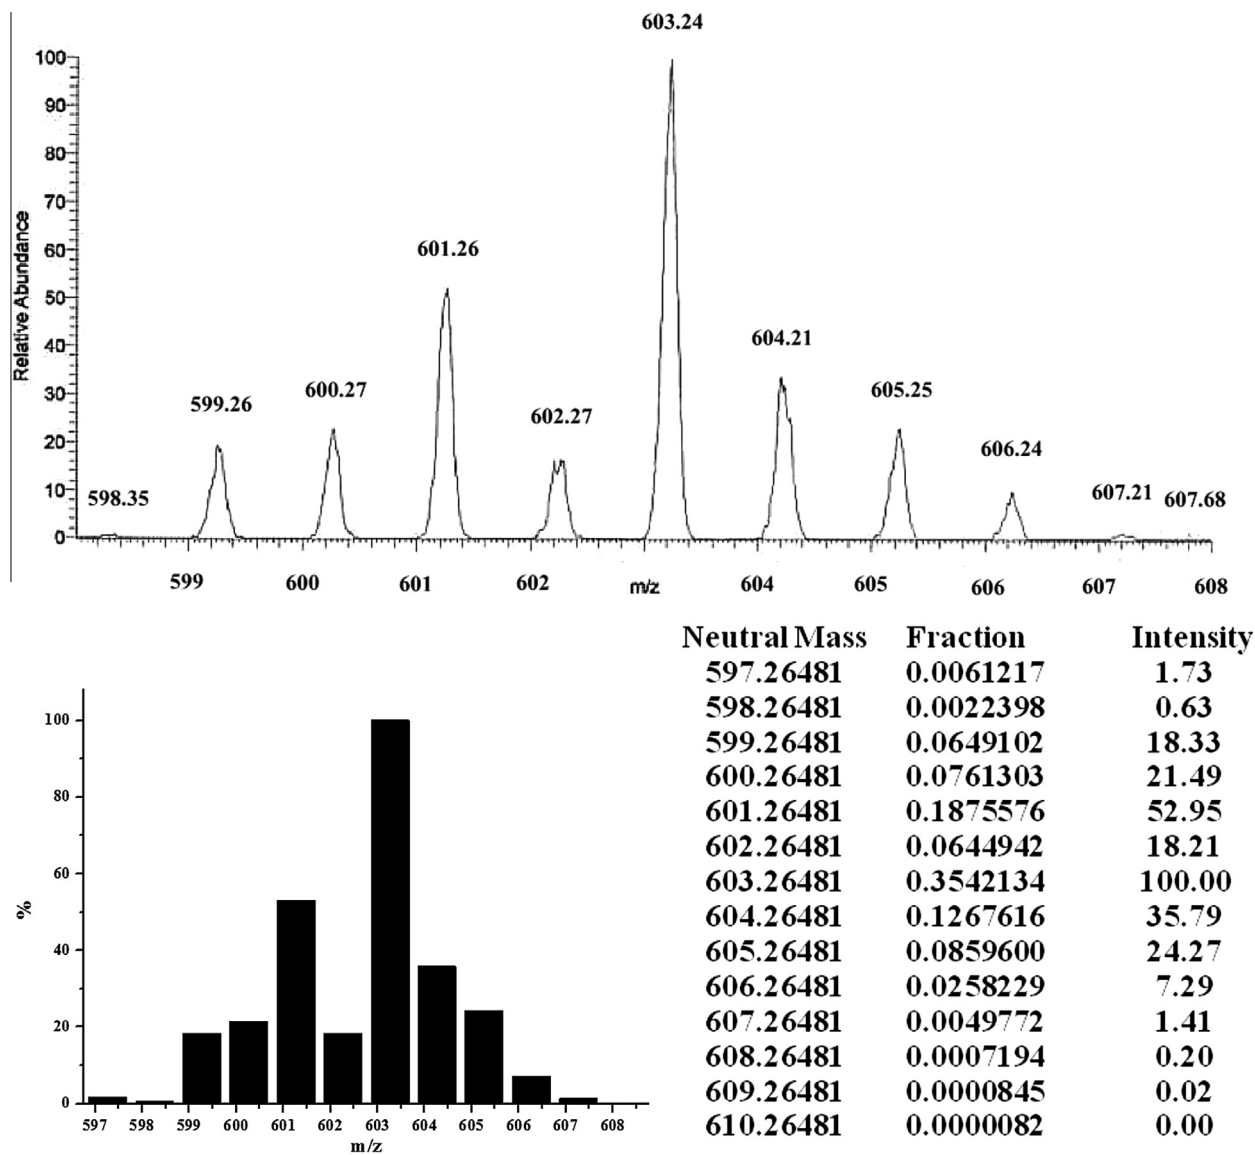 603.24
100
90
80
70
60
50
40
30
20
10
0
Relative Abundance
598.35
599.26
600.27
601.26
602.27
604.21
605.25
606.24
607.21
607.68
599 600 601 602 m/z 604 605 606 607 608
Neutral Mass Fraction Intensity
597.26481 0.0061217 1.73
598.26481 0.0022398 0.63
599.26481 0.0649102 18.33
600.26481 0.0761303 21.49
601.26481 0.1875576 52.95
602.26481 0.0644942 18.21
603.26481 0.3542134 100.00
604.26481 0.1267616 35.79
605.26481 0.0859600 24.27
606.26481 0.0258229 7.29
607.26481 0.0049772 1.41
608.26481 0.0007194 0.20
609.26481 0.0000845 0.02
610.26481 0.0000082 0.00
100
80
60
40
20
0
%
597 598 599 600 601 602 603 604 605 606 607 608
m/z